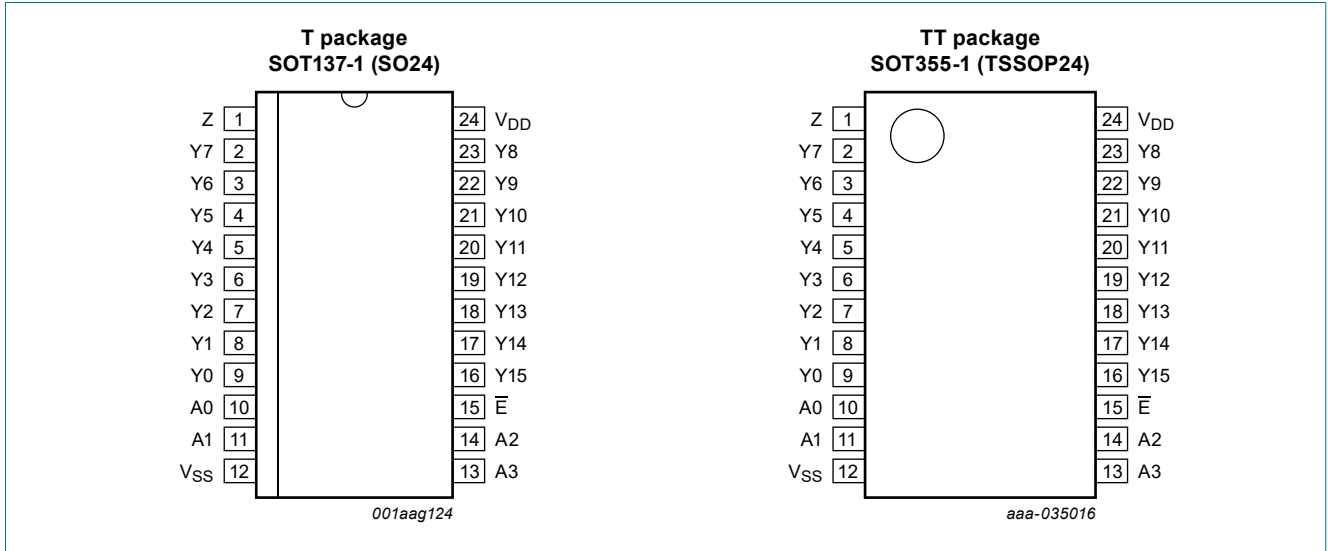 T package
SOT137-1 (SO24)
Z 1 24 VDD
Y7 2 23 Y8
Y6 3 22 Y9
Y5 4 21 Y10
Y4 5 20 Y11
Y3 6 19 Y12
Y2 7 18 Y13
Y1 8 17 Y14
Y0 9 16 Y15
A0 10 15 E̅
A1 11 14 A2
VSS 12 13 A3
001aag124
TT package
SOT355-1 (TSSOP24)
Z 1 24 VDD
Y7 2 23 Y8
Y6 3 22 Y9
Y5 4 21 Y10
Y4 5 20 Y11
Y3 6 19 Y12
Y2 7 18 Y13
Y1 8 17 Y14
Y0 9 16 Y15
A0 10 15 E̅
A1 11 14 A2
VSS 12 13 A3
aaa-035016